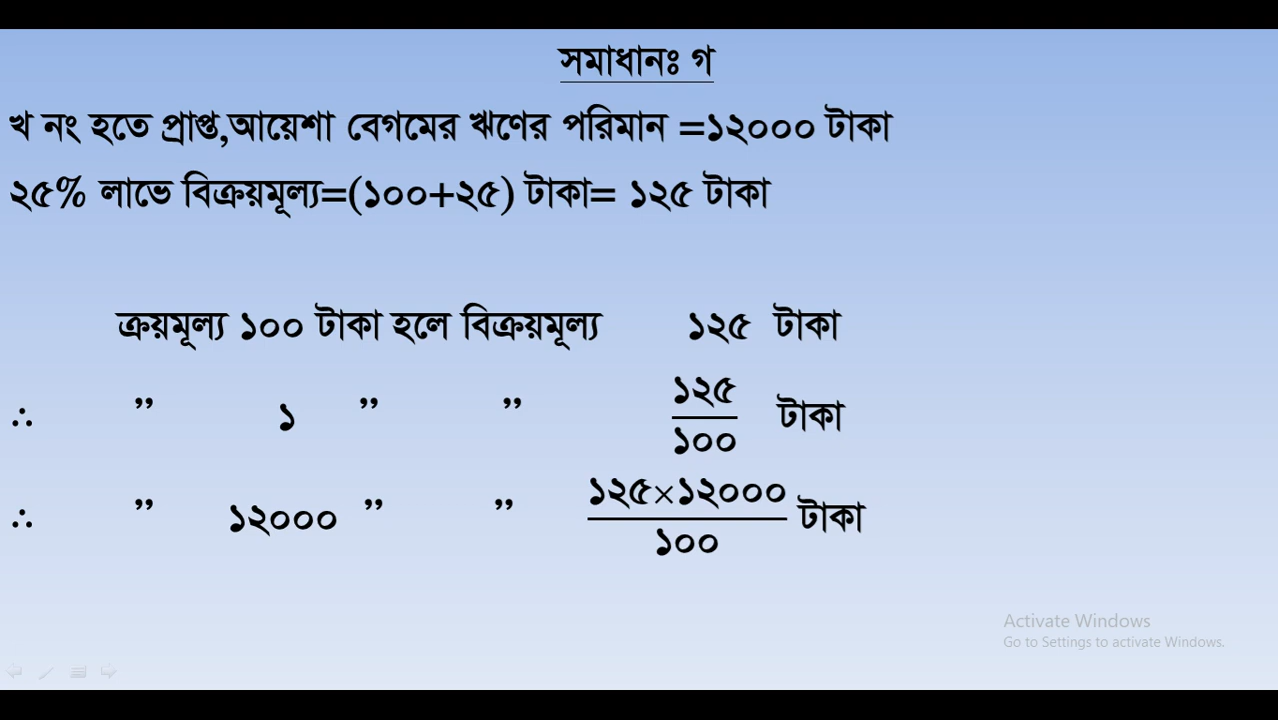 সমাধানঃ গ
খ নং হতে প্রাপ্ত,আয়েশা বেগমের ঋণের পরিমান =১২০০০ টাকা
২৫% লাভে বিক্রয়মূল্য=(১০০+২৫) টাকা= ১২৫ টাকা
ক্রয়মূল্য ১০০ টাকা হলে বিক্রয়মূল্য ১২৫ টাকা
∴ ” ১ ” ” ১২৫/১০০ টাকা
∴ ” ১২০০০ ” ” ১২৫×১২০০০/১০০ টাকা
Activate Windows
Go to Settings to activate Windows.